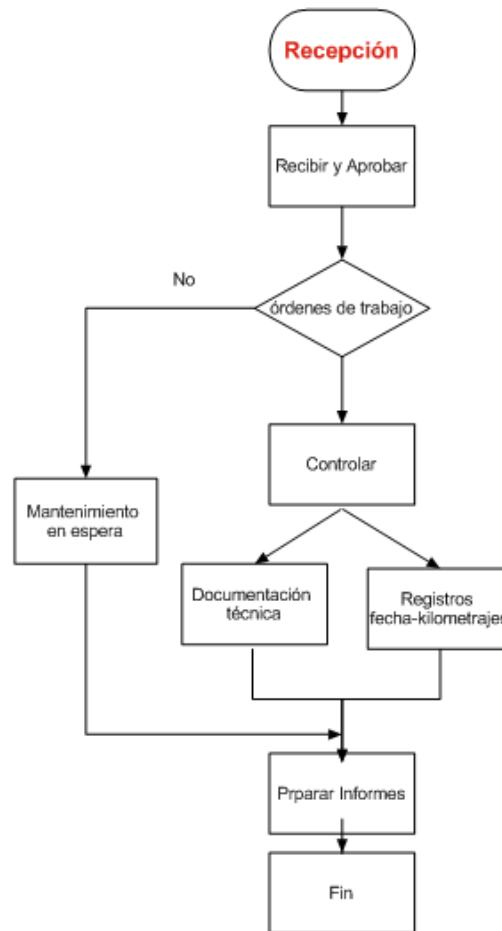 Recepción
Recibir y Aprobar
No
órdenes de trabajo
Controlar
Mantenimiento
en espera
Documentación
técnica
Registros
fecha-kilometrajes
Prparar Informes
Fin